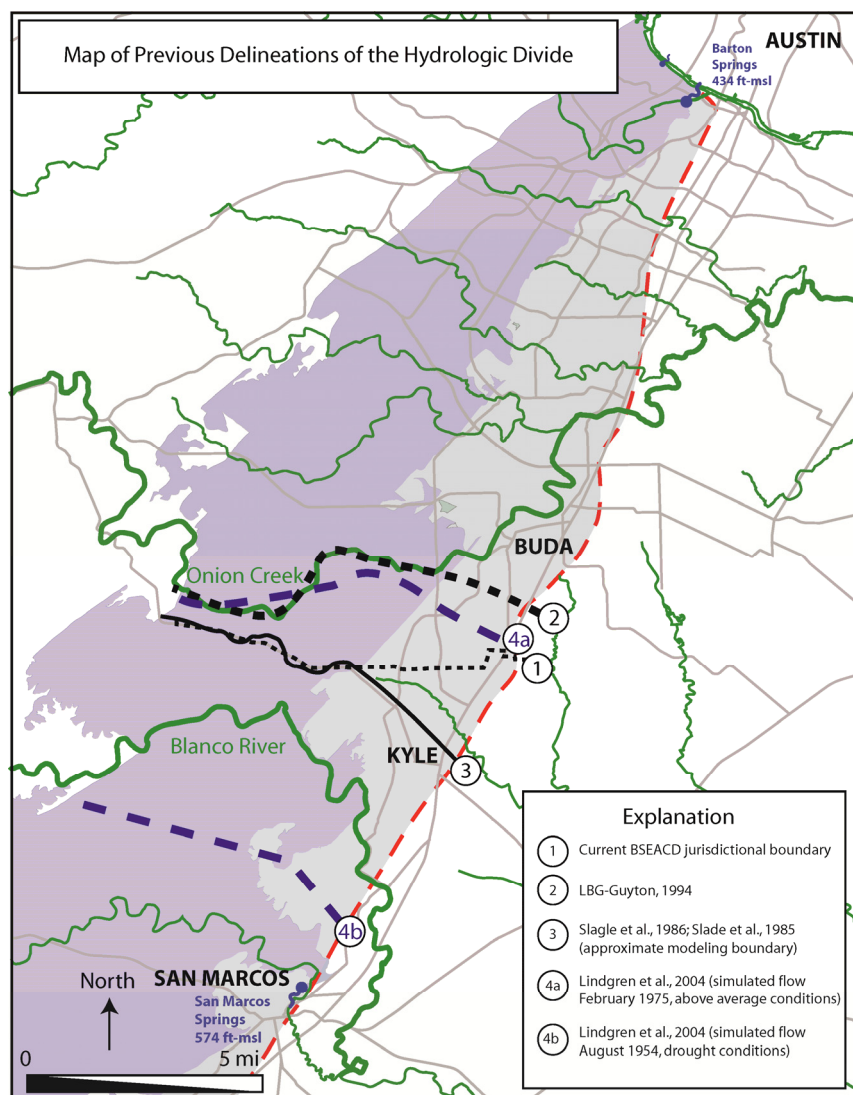 Map of Previous Delineations of the Hydrologic Divide
AUSTIN
Barton
Springs
434 ft-msl
BUDA
Onion Creek
2
4a
1
Blanco River
KYLE
3
4b
SAN MARCOS
San Marcos
Springs
574 ft-msl
North
0
5 mi
Explanation
1 Current BSEACD jurisdictional boundary
2 LBG-Guyton, 1994
3 Slagle et al., 1986; Slade et al., 1985
(approximate modeling boundary)
4a Lindgren et al., 2004 (simulated flow
February 1975, above average conditions)
4b Lindgren et al., 2004 (simulated flow
August 1954, drought conditions)